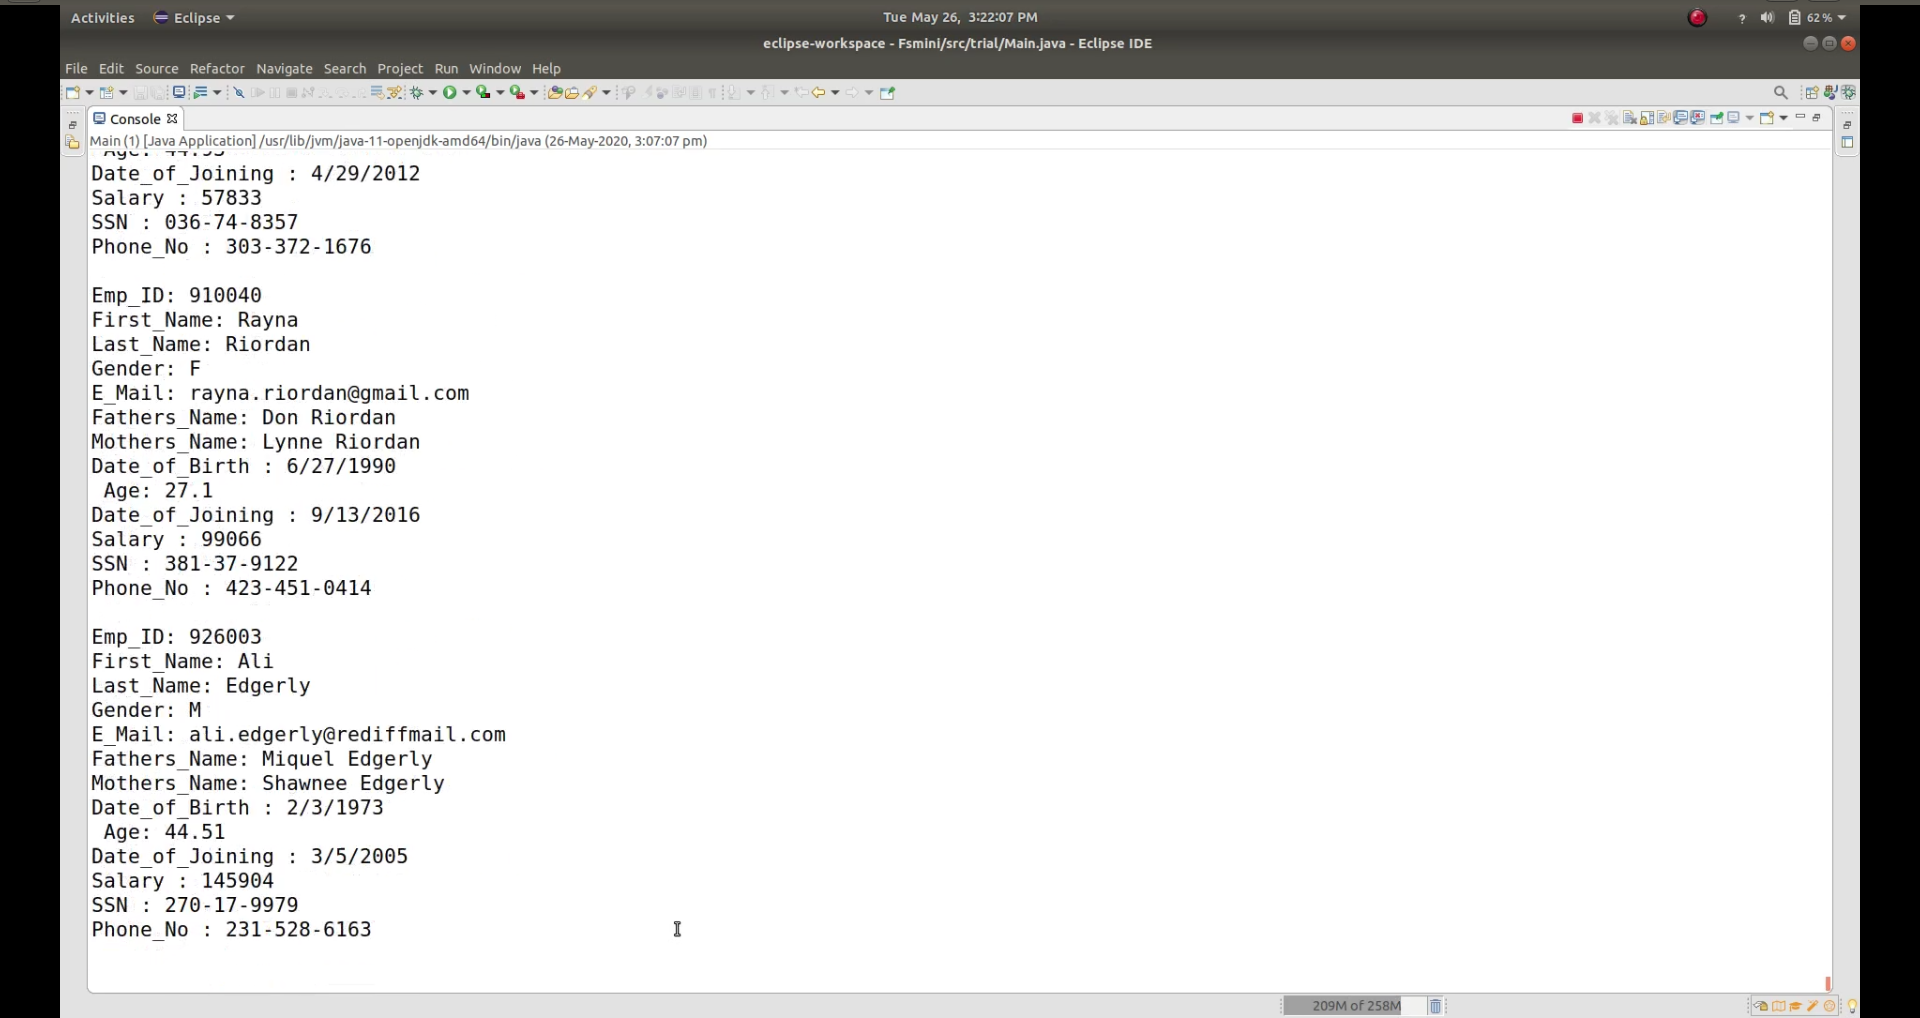 Activities Eclipse Tue May 26, 3:22:07 PM ? 62 %
eclipse-workspace - Fsmini/src/trial/Main.java - Eclipse IDE
File Edit Source Refactor Navigate Search Project Run Window Help
Console
Main (1) [Java Application] /usr/lib/jvm/java-11-openjdk-amd64/bin/java (26-May-2020, 3:07:07 pm)
Date_of_Joining : 4/29/2012
Salary : 57833
SSN : 036-74-8357
Phone_No : 303-372-1676
Emp_ID: 910040
First_Name: Rayna
Last_Name: Riordan
Gender: F
E_Mail: rayna.riordan@gmail.com
Fathers_Name: Don Riordan
Mothers_Name: Lynne Riordan
Date_of_Birth : 6/27/1990
Age: 27.1
Date_of_Joining : 9/13/2016
Salary : 99066
SSN : 381-37-9122
Phone_No : 423-451-0414
Emp_ID: 926003
First_Name: Ali
Last_Name: Edgerly
Gender: M
E_Mail: ali.edgerly@rediffmail.com
Fathers_Name: Miquel Edgerly
Mothers_Name: Shawnee Edgerly
Date_of_Birth : 2/3/1973
Age: 44.51
Date_of_Joining : 3/5/2005
Salary : 145904
SSN : 270-17-9979
Phone_No : 231-528-6163
209M of 258M